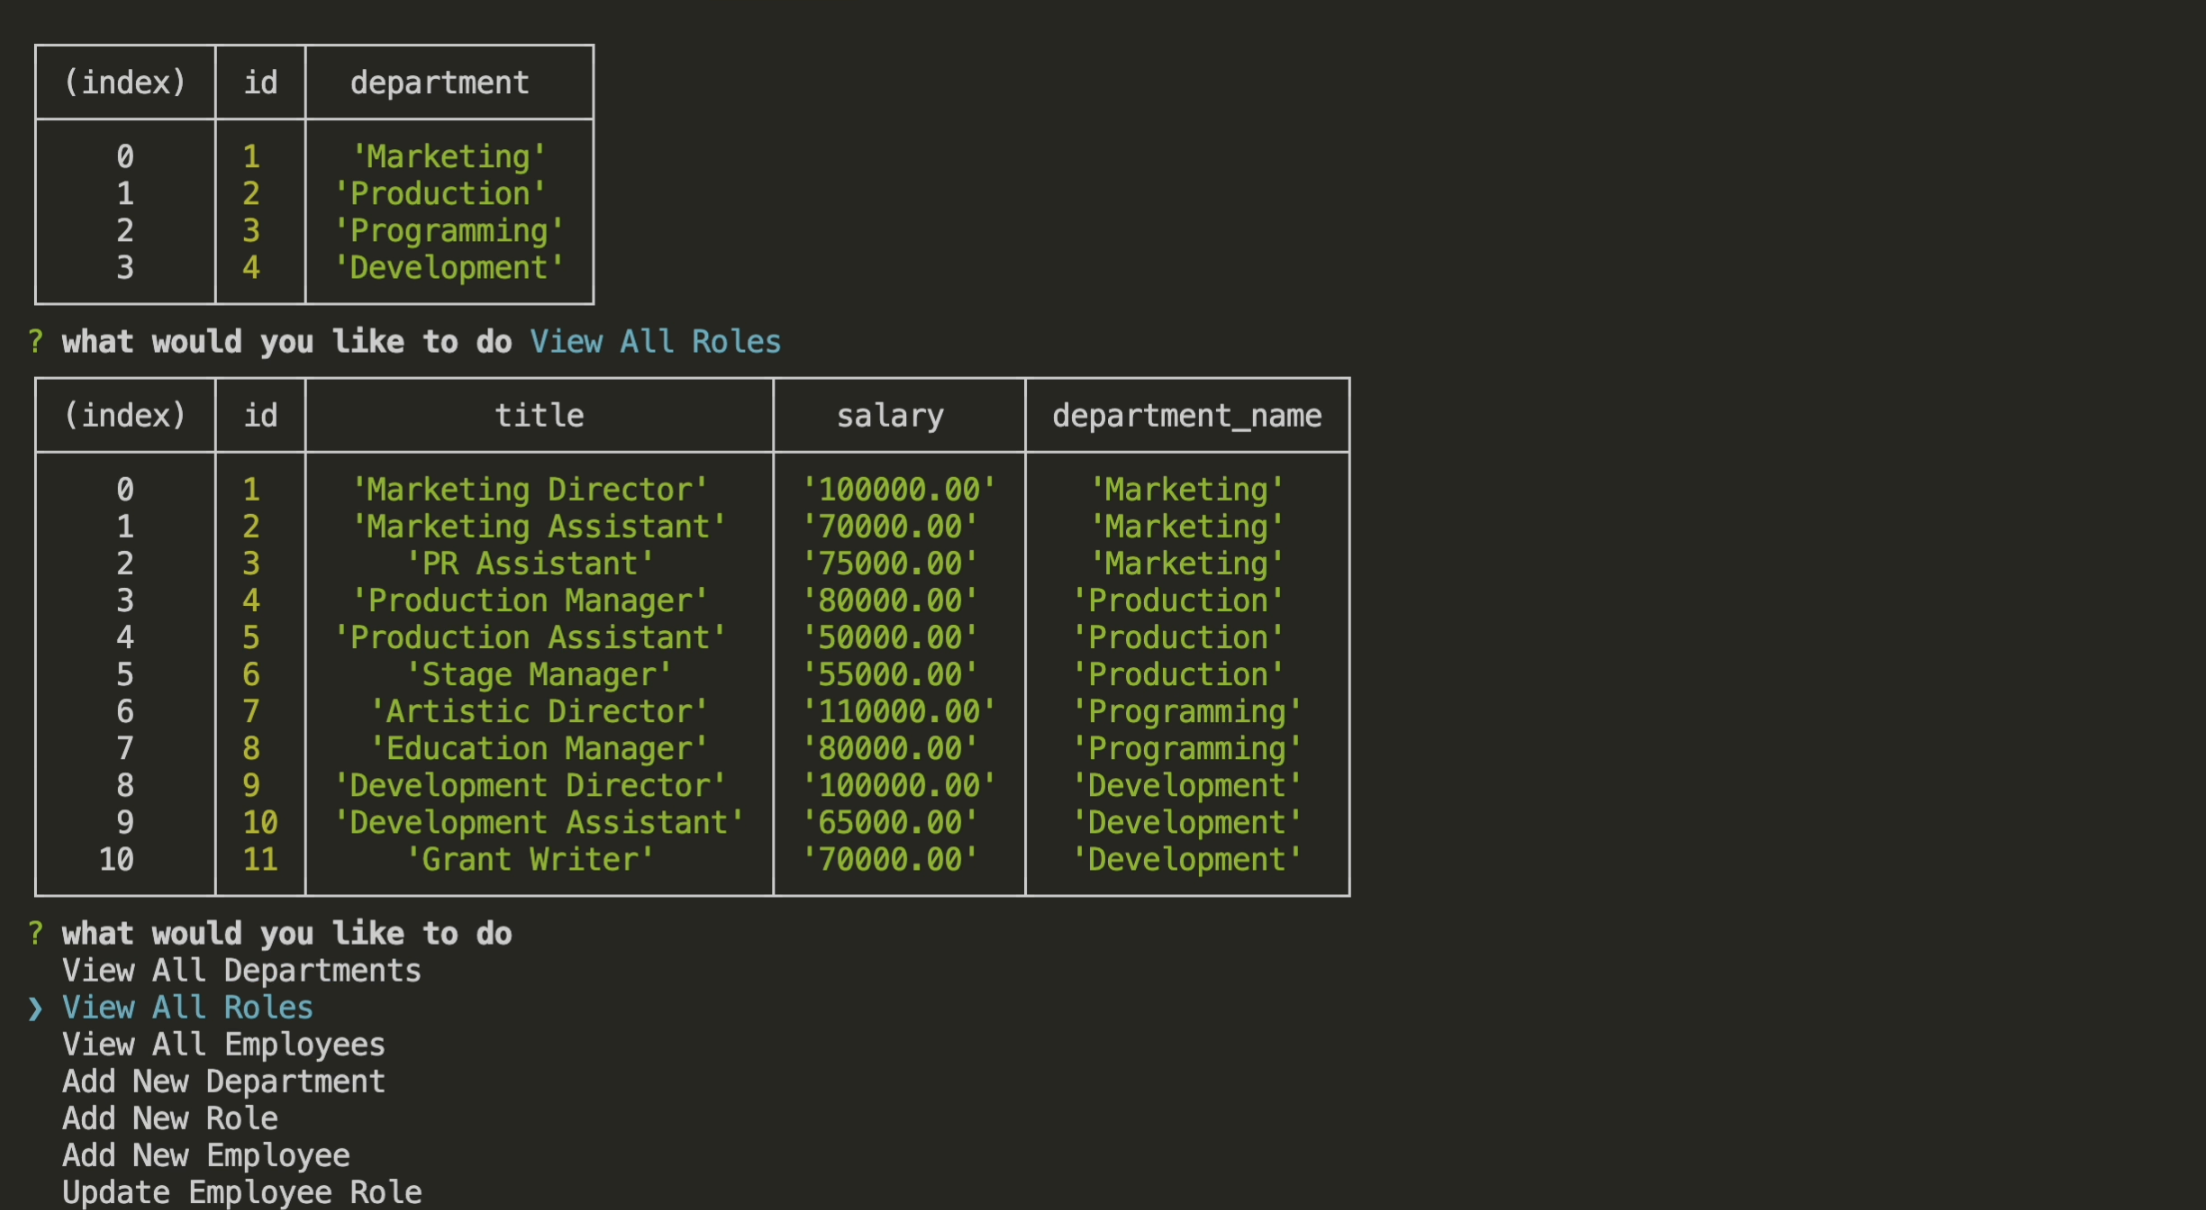 (index) id department
0 1 'Marketing'
1 2 'Production'
2 3 'Programming'
3 4 'Development'
? what would you like to do View All Roles
(index) id title salary department_name
0 1 'Marketing Director' '100000.00' 'Marketing'
1 2 'Marketing Assistant' '70000.00' 'Marketing'
2 3 'PR Assistant' '75000.00' 'Marketing'
3 4 'Production Manager' '80000.00' 'Production'
4 5 'Production Assistant' '50000.00' 'Production'
5 6 'Stage Manager' '55000.00' 'Production'
6 7 'Artistic Director' '110000.00' 'Programming'
7 8 'Education Manager' '80000.00' 'Programming'
8 9 'Development Director' '100000.00' 'Development'
9 10 'Development Assistant' '65000.00' 'Development'
10 11 'Grant Writer' '70000.00' 'Development'
? what would you like to do
View All Departments
❯ View All Roles
View All Employees
Add New Department
Add New Role
Add New Employee
Update Employee Role